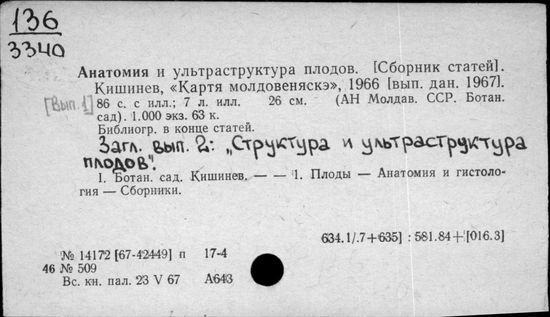 136
3340
Анатомия и ультраструктура плодов. [Сборник статей].
Кишинев, «Картя молдовеняскэ», 1966 [вып. дан. 1967].
[Вып. 1] 86 с. с илл.; 7 л. илл. 26 см. (АН Молдав. ССР. Ботан.
сад). 1.000 экз. 63 к.
Библиогр. в конце статей.
Загл. вып. 2: „Структура и ультраструктура
плодов".
I. Ботан. сад. Кишинев. — — 1. Плоды — Анатомия и гистоло-
гия — Сборники.
634.1/.7+635] : 581.84+[016.3]
№ 14172 [67-42449] п 17-4
46 № 509
Вс. кн. пал. 23 V 67 А643